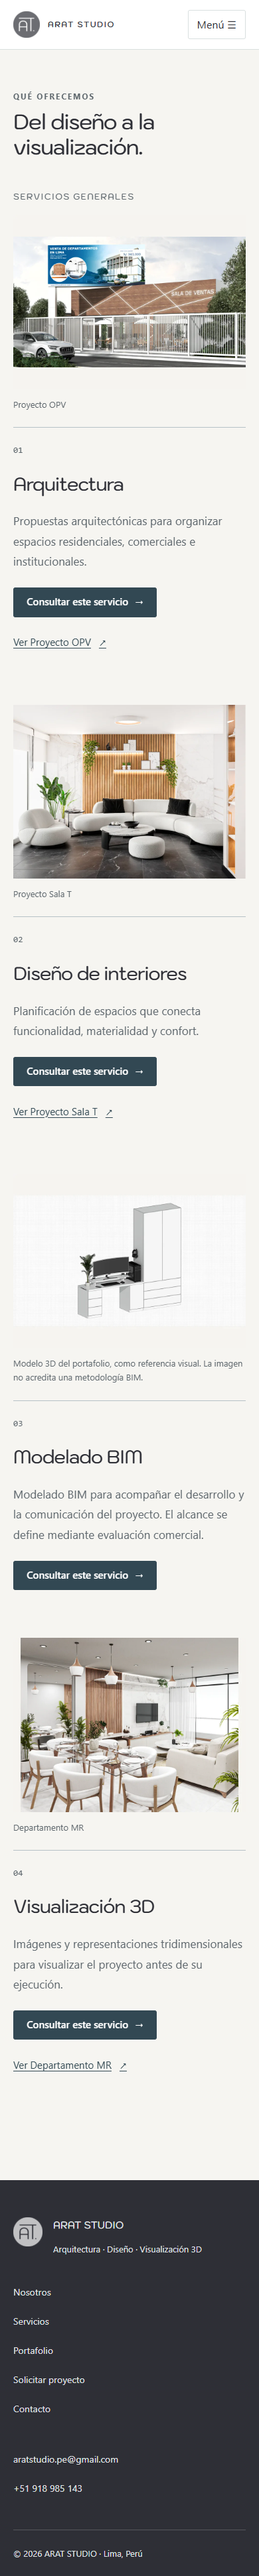 ARAT STUDIO
Menú ☰
QUÉ OFRECEMOS
Del diseño a la
visualización.
SERVICIOS GENERALES
VENTA DE DEPARTAMENTOS
EN LIMA
SALA DE VENTAS
Proyecto OPV
01
Arquitectura
Propuestas arquitectónicas para organizar
espacios residenciales, comerciales e
institucionales.
Consultar este servicio →
Ver Proyecto OPV ↗
Proyecto Sala T
02
Diseño de interiores
Planificación de espacios que conecta
funcionalidad, materialidad y confort.
Consultar este servicio →
Ver Proyecto Sala T ↗
Modelo 3D del portafolio, como referencia visual. La imagen
no acredita una metodología BIM.
03
Modelado BIM
Modelado BIM para acompañar el desarrollo y
la comunicación del proyecto. El alcance se
define mediante evaluación comercial.
Consultar este servicio →
Departamento MR
04
Visualización 3D
Imágenes y representaciones tridimensionales
para visualizar el proyecto antes de su
ejecución.
Consultar este servicio →
Ver Departamento MR ↗
ARAT STUDIO
Arquitectura · Diseño · Visualización 3D
Nosotros
Servicios
Portafolio
Solicitar proyecto
Contacto
aratstudio.pe@gmail.com
+51 918 985 143
© 2026 ARAT STUDIO · Lima, Perú